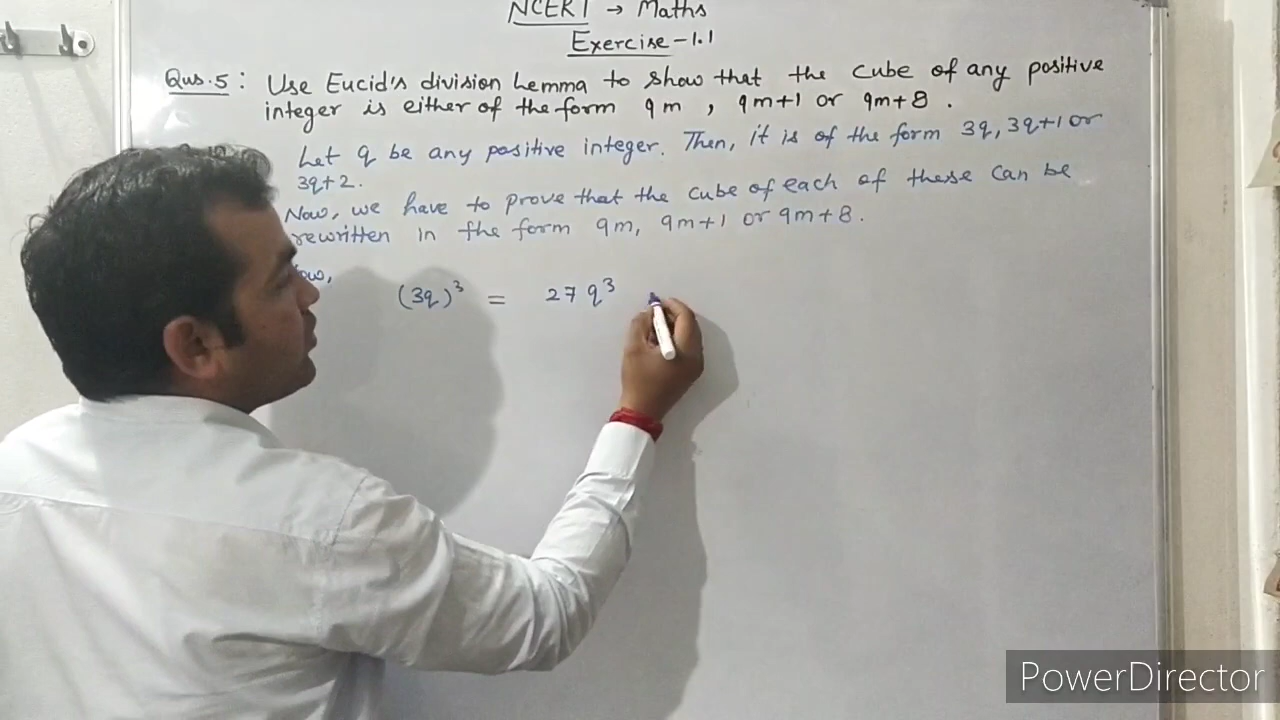 NCERT → Maths
Exercise-1.1
Qus.5: Use Eucid's division Lemma to show that the cube of any positive
integer is either of the form 9m, 9m+1 or 9m+8.
Let q be any positive integer. Then, it is of the form 3q, 3q+1 or
3q+2.
Now, we have to prove that the cube of each of these can be
rewritten in the form 9m, 9m+1 or 9m+8.
(3q)³ = 27q³
PowerDirector